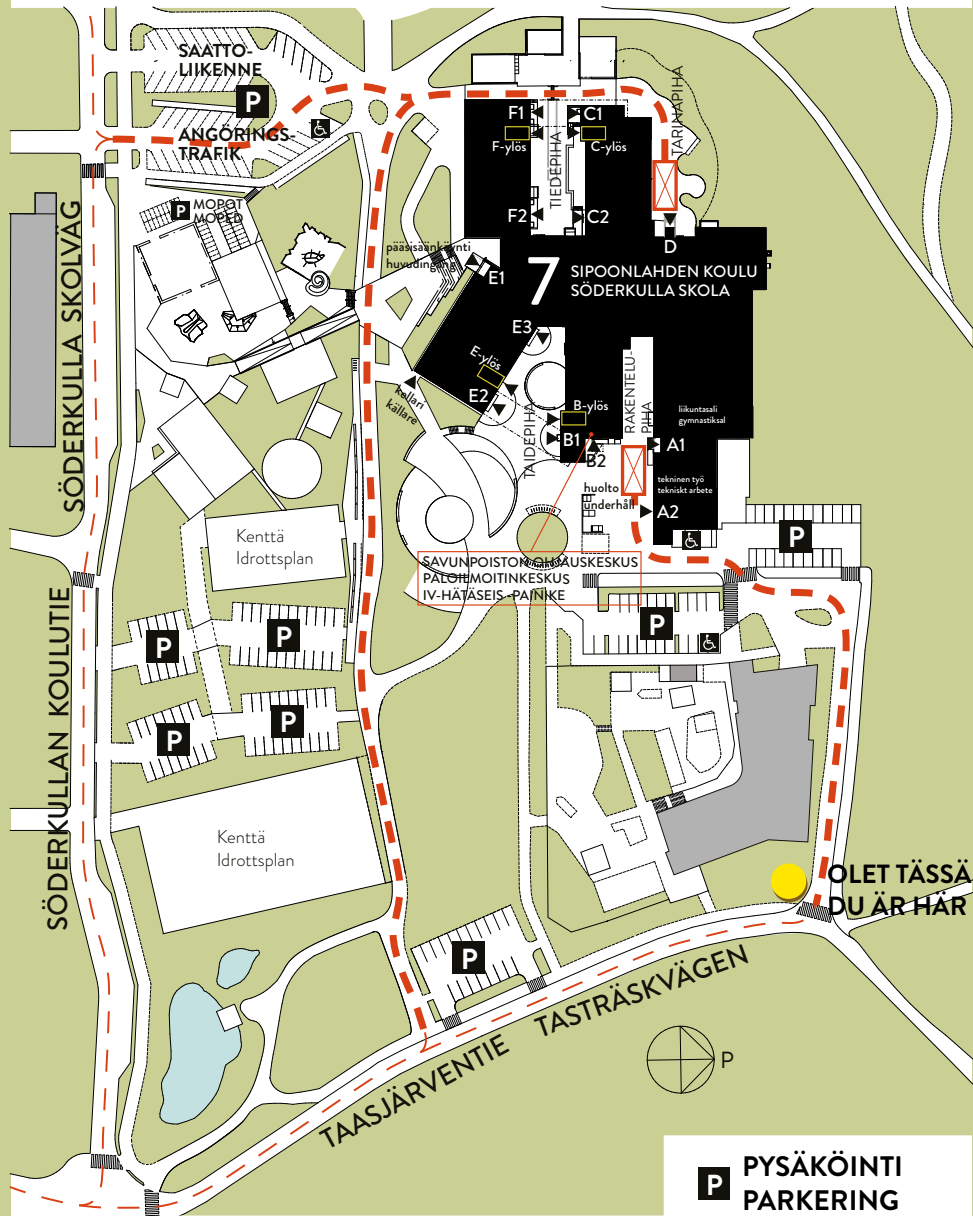 SAATTO-
LIIKENNE
P
ANGÖRINGS-
TRAFIK
P MOPOT
MOPED
F1
C1
F-ylös
C-ylös
TIEDEPIHA
TARINAPIHA
F2
C2
D
pääsisäänkäynti
huvudingång
E1
7
SIPOONLAHDEN KOULU
SÖDERKULLA SKOLA
E3
E-ylös
E2
kellari
källare
TAIDEPIHA
B-ylös
B1
B2
RAKENTELU-
PIHA
liikuntasali
gymnastiksal
A1
tekninen työ
tekniskt arbete
A2
huolto
underhåll
P
SAVUNPOISTON OHJAUSKESKUS
PALOILMOITINKESKUS
IV-HÄTÄSEIS -PAINIKE
P
SÖDERKULLA SKOLVÄG
SÖDERKULLAN KOULUTIE
Kenttä
Idrottsplan
P
P
P
P
Kenttä
Idrottsplan
P
OLET TÄSSÄ
DU ÄR HÄR
TAASJÄRVENTIE TASTRÄSKVÄGEN
P
P PYSÄKÖINTI
PARKERING